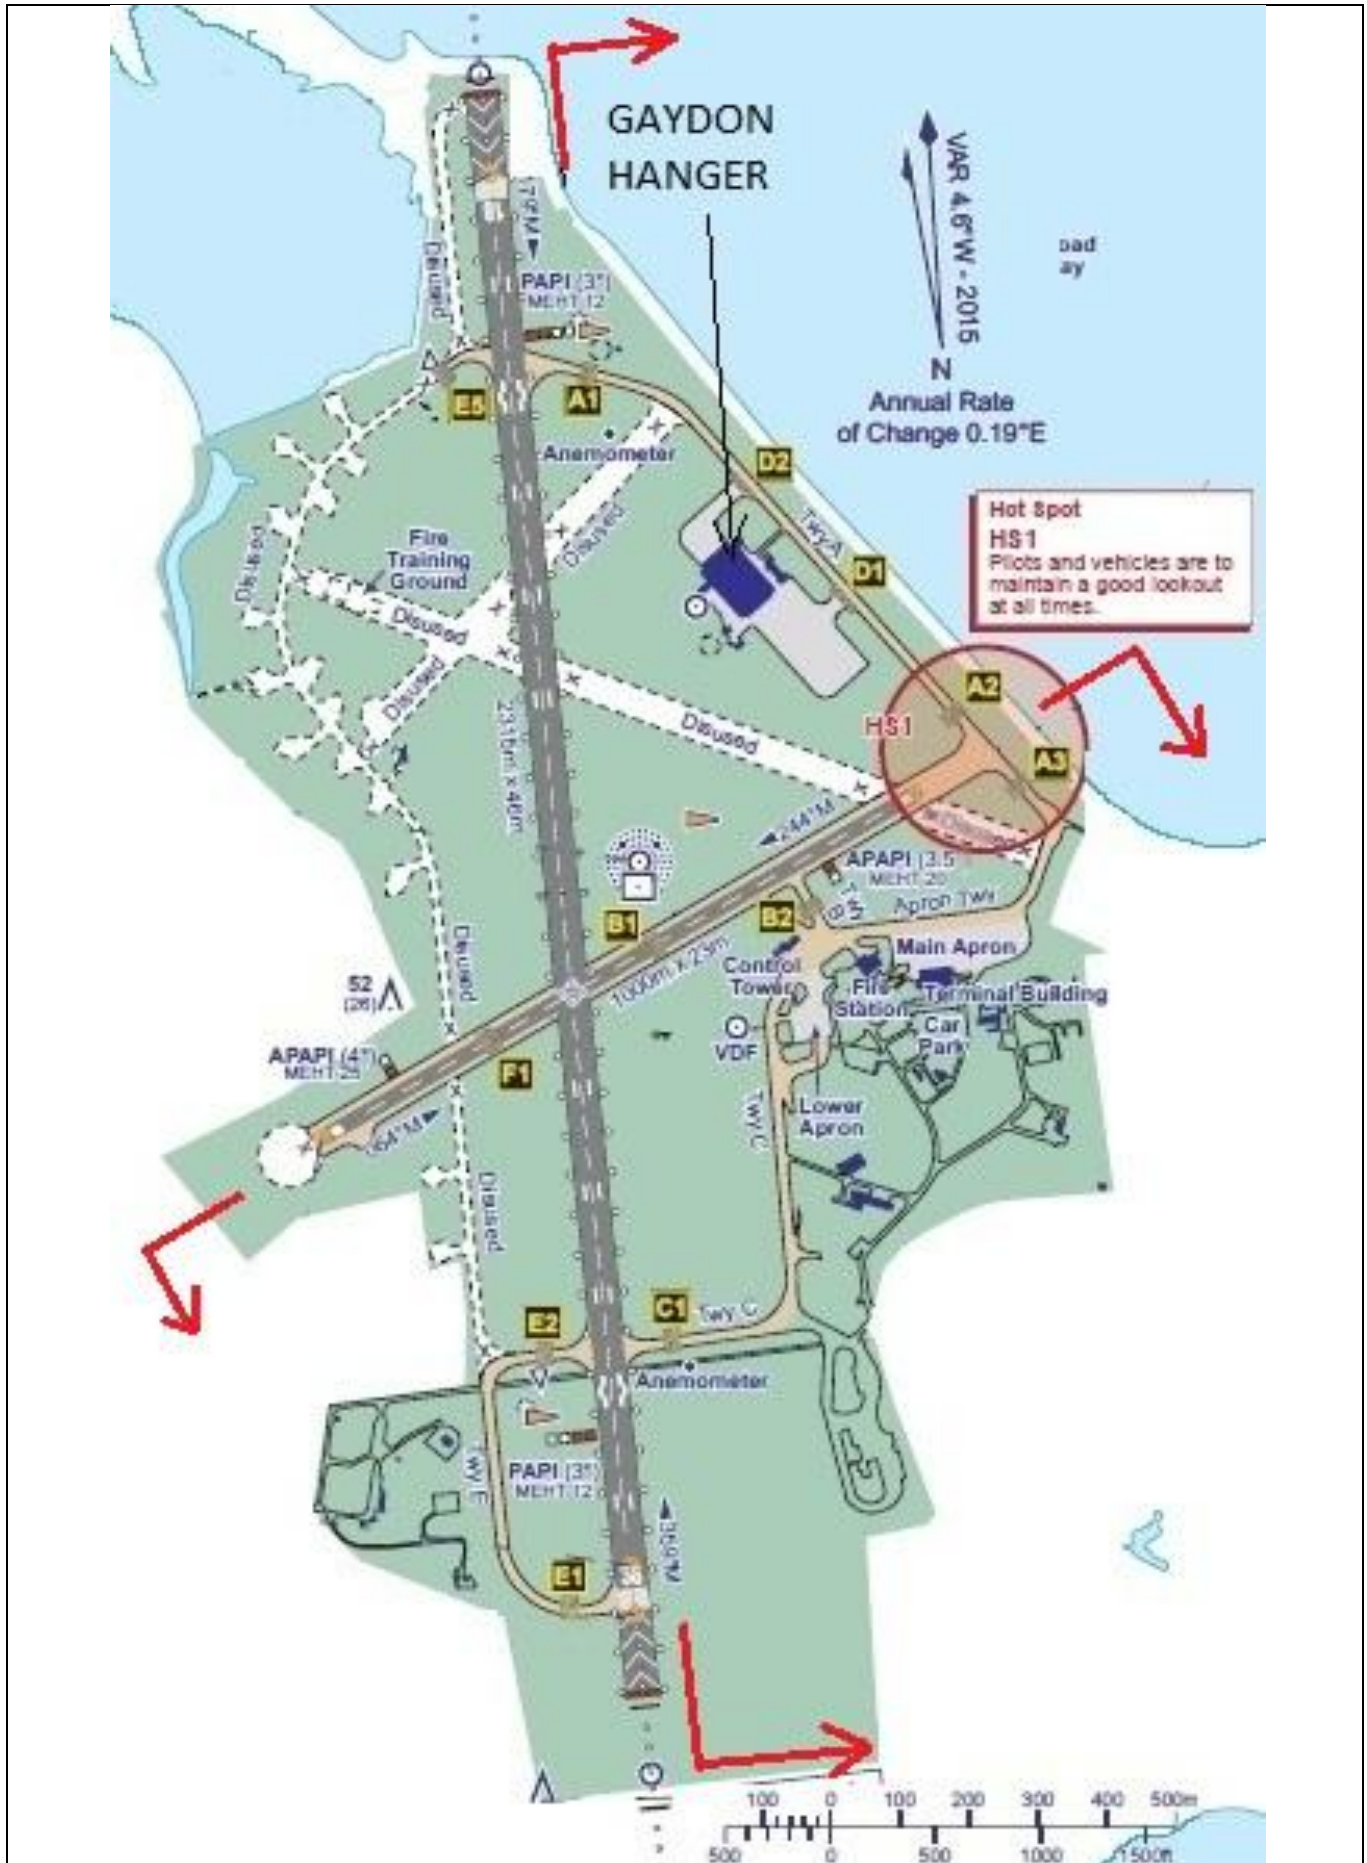 GAYDON
HANGER
VAR 4.6°W - 2015
N
Annual Rate
of Change 0.19°E
oad
ay
Disused
PAPI (3°)
MEHT 12
E5
A1
Anemometer
D2
Twy A
D1
Hot Spot
HS1
Pilots and vehicles are to
maintain a good lookout
at all times.
Disused
Fire
Training
Ground
Disused
Disused
Disused
Disused
HS1
A2
A3
2315m x 46m
244°M
APAPI (3.5
MEHT 20
Disused
B1
B2
Apron Twy
1000m x 23m
Control
Tower
Main Apron
Fire
Station
Terminal Building
Car
Park
VDF
52
(26)
Disused
APAPI (4°)
MEHT 25
F1
064°M
Twy C
Lower
Apron
Disused
E2
C1
Twy C
Anemometer
PAPI (3°)
MEHT 12
Twy E
E1
100 0 100 200 300 400 500m
500 0 500 1000 1500ft